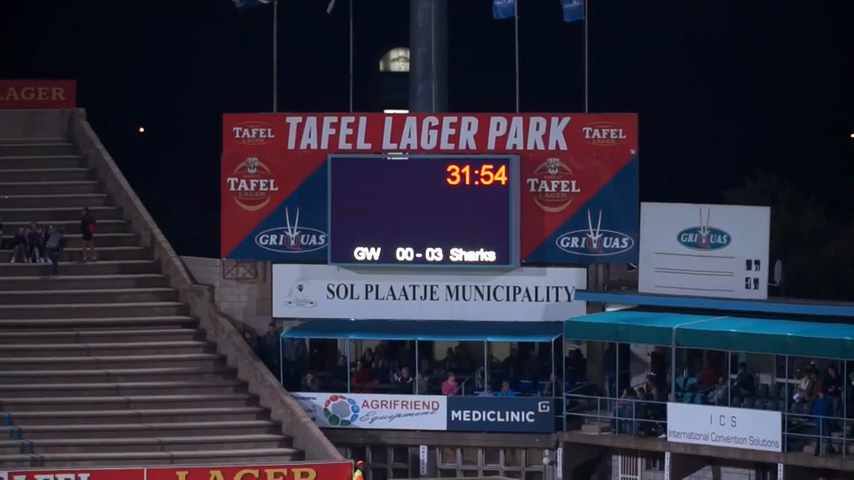 LAGER
TAFEL LAGER PARK
TAFEL
TAFEL
31:54
TAFEL
LAGER
TAFEL
LAGER
GRIQUAS
GRIQUAS
GRIQUAS
GW 00 - 03 Sharks
SOL PLAATJE MUNICIPALITY
AGRIFRIEND
Equipment
MEDICLINIC
ICS
International Convention Solutions
LAGER